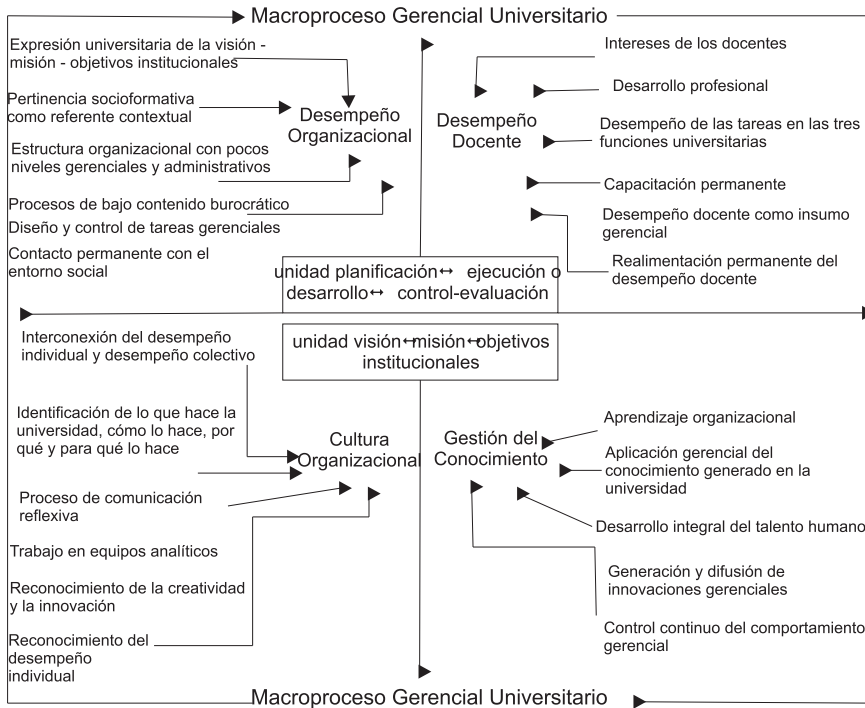 Macroproceso Gerencial Universitario
Expresión universitaria de la visión -
misión - objetivos institucionales
Pertinencia socioformativa
como referente contextual
Estructura organizacional con pocos
niveles gerenciales y administrativos
Procesos de bajo contenido burocrático
Diseño y control de tareas gerenciales
Contacto permanente con el
entorno social
Desempeño
Organizacional
Desempeño
Docente
Intereses de los docentes
Desarrollo profesional
Desempeño de las tareas en las tres
funciones universitarias
Capacitación permanente
Desempeño docente como insumo
gerencial
Realimentación permanente del
desempeño docente
unidad planificación↔ ejecución o
desarrollo↔ control-evaluación
unidad visión↔misión↔objetivos
institucionales
Interconexión del desempeño
individual y desempeño colectivo
Identificación de lo que hace la
universidad, cómo lo hace, por
qué y para qué lo hace
Proceso de comunicación
reflexiva
Trabajo en equipos analíticos
Reconocimiento de la creatividad
y la innovación
Reconocimiento del
desempeño
individual
Cultura
Organizacional
Gestión del
Conocimiento
Aprendizaje organizacional
Aplicación gerencial del
conocimiento generado en la
universidad
Desarrollo integral del talento humano
Generación y difusión de
innovaciones gerenciales
Control continuo del comportamiento
gerencial
Macroproceso Gerencial Universitario